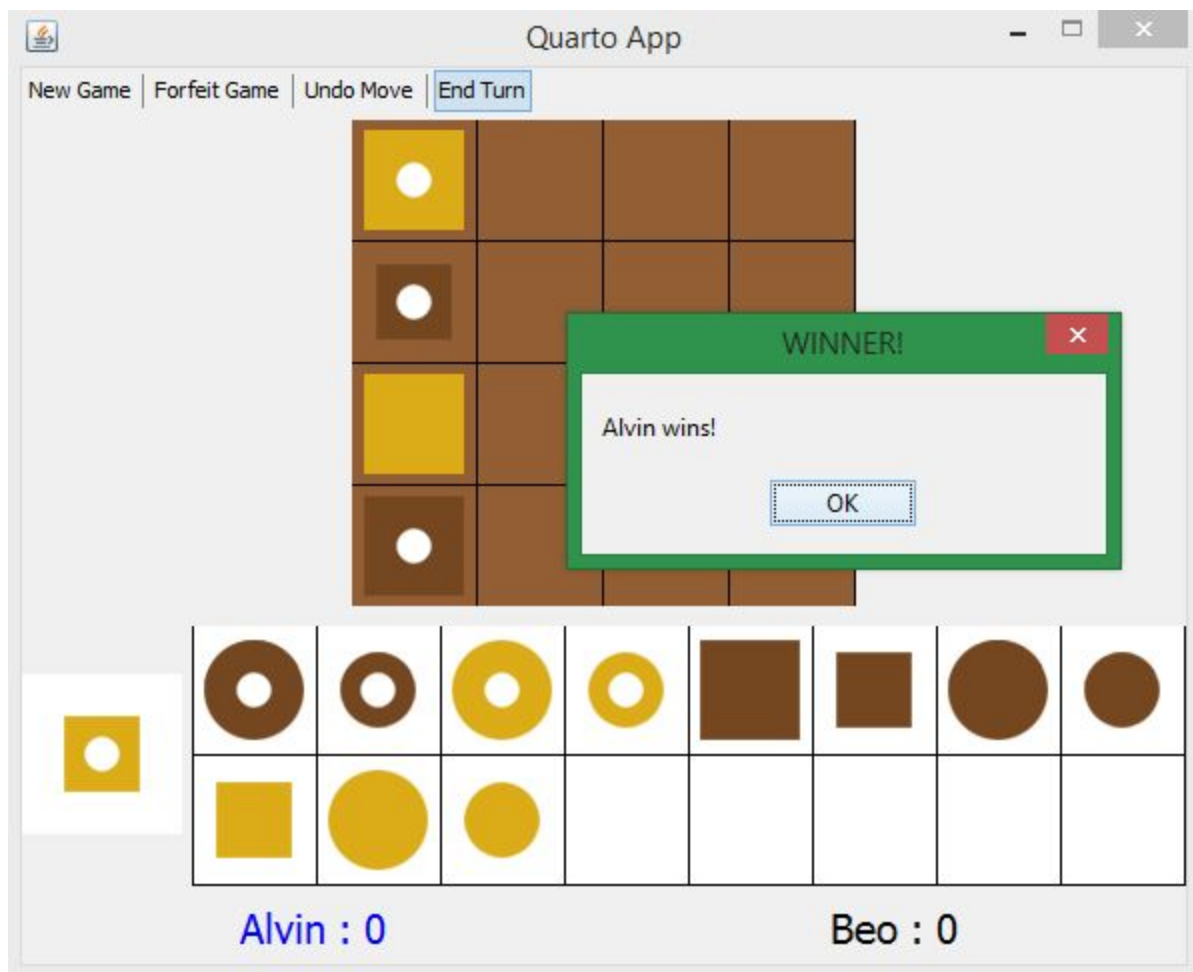 Quarto App
New Game | Forfeit Game | Undo Move | End Turn
WINNER!
Alvin wins!
OK
Alvin : 0 Beo : 0